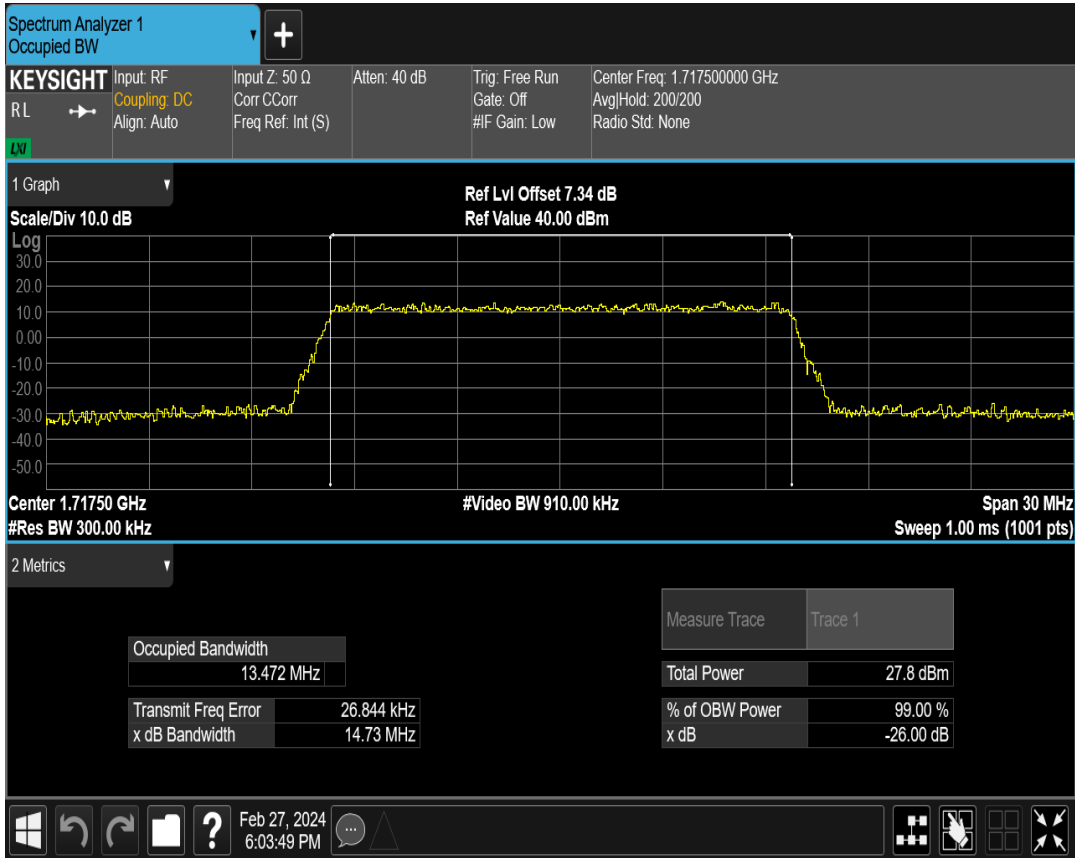 Spectrum Analyzer 1
Occupied BW
KEYSIGHT
R L
LXI
Input: RF
Coupling: DC
Align: Auto
Input Z: 50 Ω
Corr CCorr
Freq Ref: Int (S)
Atten: 40 dB
Trig: Free Run
Gate: Off
#IF Gain: Low
Center Freq: 1.717500000 GHz
Avg|Hold: 200/200
Radio Std: None
1 Graph
Scale/Div 10.0 dB
Ref Lvl Offset 7.34 dB
Ref Value 40.00 dBm
Log
30.0
20.0
10.0
0.00
-10.0
-20.0
-30.0
-40.0
-50.0
Center 1.71750 GHz
#Video BW 910.00 kHz
Span 30 MHz
#Res BW 300.00 kHz
Sweep 1.00 ms (1001 pts)
2 Metrics
Measure Trace Trace 1
Occupied Bandwidth
13.472 MHz
Total Power 27.8 dBm
Transmit Freq Error 26.844 kHz
% of OBW Power 99.00 %
x dB Bandwidth 14.73 MHz
x dB -26.00 dB
?
Feb 27, 2024
6:03:49 PM